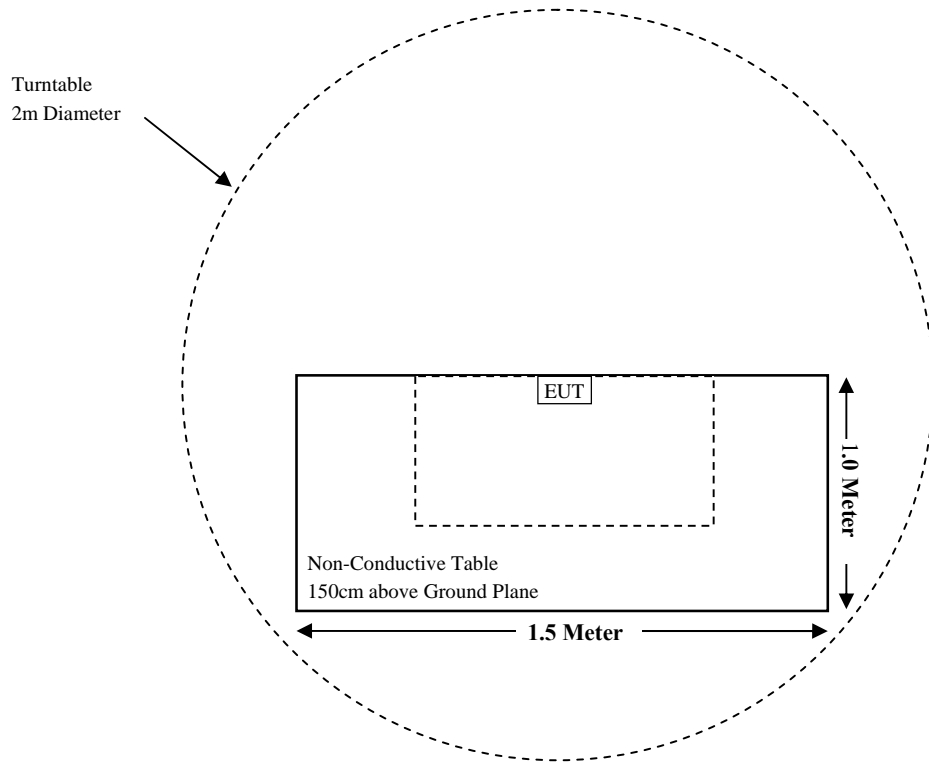 Turntable
2m Diameter
EUT
1.0 Meter
Non-Conductive Table
150cm above Ground Plane
1.5 Meter